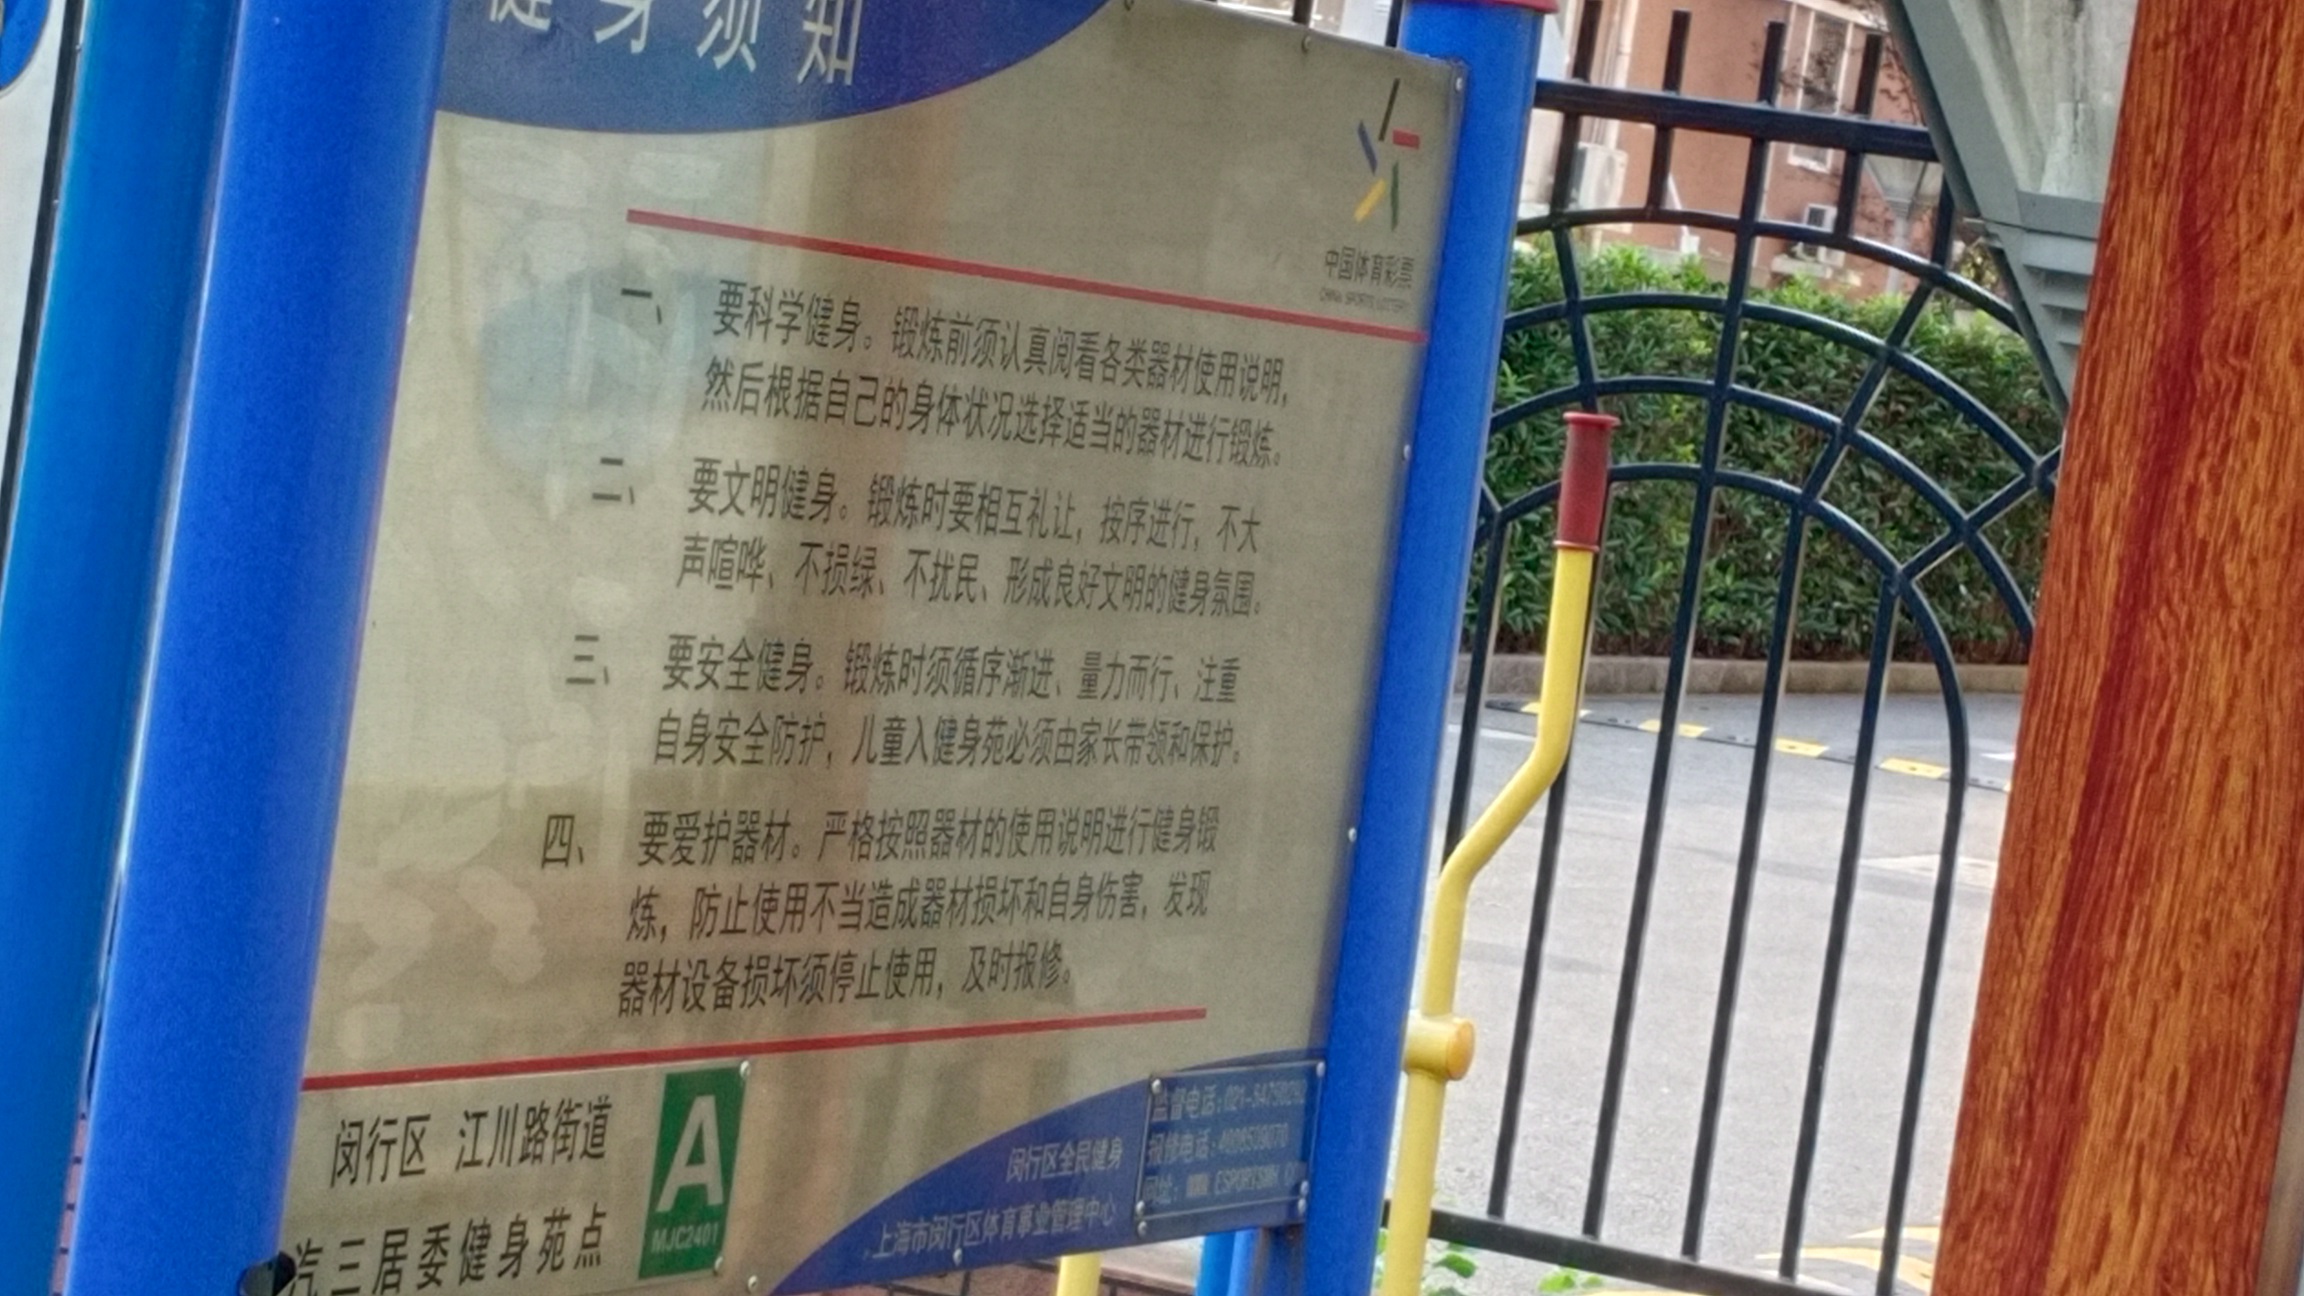 健身须知
中国体育彩票
CHINA SPORTS LOTTERY
一、 要科学健身。锻炼前须认真阅看各类器材使用说明,
然后根据自己的身体状况选择适当的器材进行锻炼。
二、 要文明健身。锻炼时要相互礼让, 按序进行, 不大
声喧哗、不损绿、不扰民、形成良好文明的健身氛围。
三、 要安全健身。锻炼时须循序渐进、量力而行、注重
自身安全防护, 儿童入健身苑必须由家长带领和保护。
四、 要爱护器材。严格按照器材的使用说明进行健身锻
炼, 防止使用不当造成器材损坏和自身伤害, 发现
器材设备损坏须停止使用, 及时报修。
闵行区 江川路街道
汽三居委健身苑点
A
MJC2401
闵行区全民健身
上海市闵行区体育事业管理中心
监督电话:
报修电话:
网址: